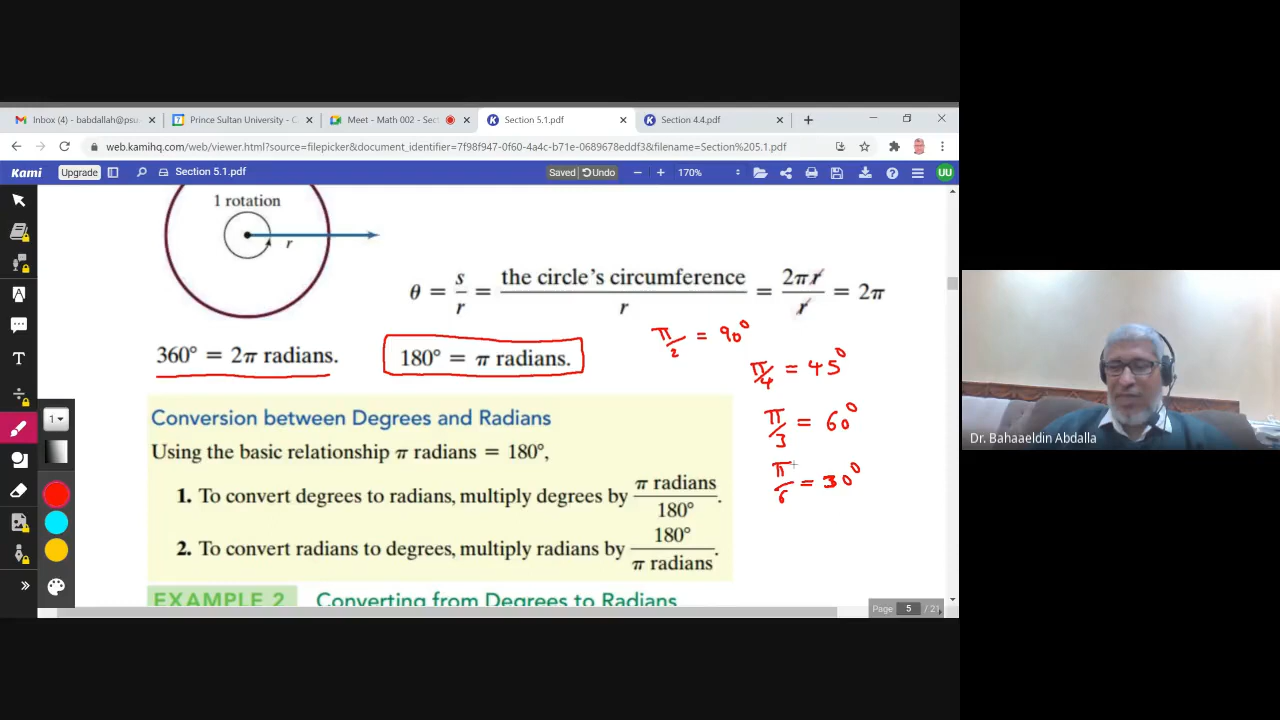 Inbox (4) - babdallah@psu
Prince Sultan University - C
Meet - Math 002 - Sec
Section 5.1.pdf
Section 4.4.pdf
web.kamihq.com/web/viewer.html?source=filepicker&document_identifier=7f98f947-0f60-4a4c-b71e-0689678eddf3&filename=Section%205.1.pdf
Kami
Upgrade
Section 5.1.pdf
Saved
Undo
170%
UU
1 rotation
r
θ = s/r = the circle's circumference/r = 2πr/r = 2π
π/2 = 90°
360° = 2π radians.
180° = π radians.
π/4 = 45°
Conversion between Degrees and Radians
π/3 = 60°
Using the basic relationship π radians = 180°,
π/6 = 30°
1. To convert degrees to radians, multiply degrees by π radians/180°.
2. To convert radians to degrees, multiply radians by 180°/π radians.
EXAMPLE 2 Converting from Degrees to Radians
Page 5 / 21
1
Dr. Bahaaeldin Abdalla